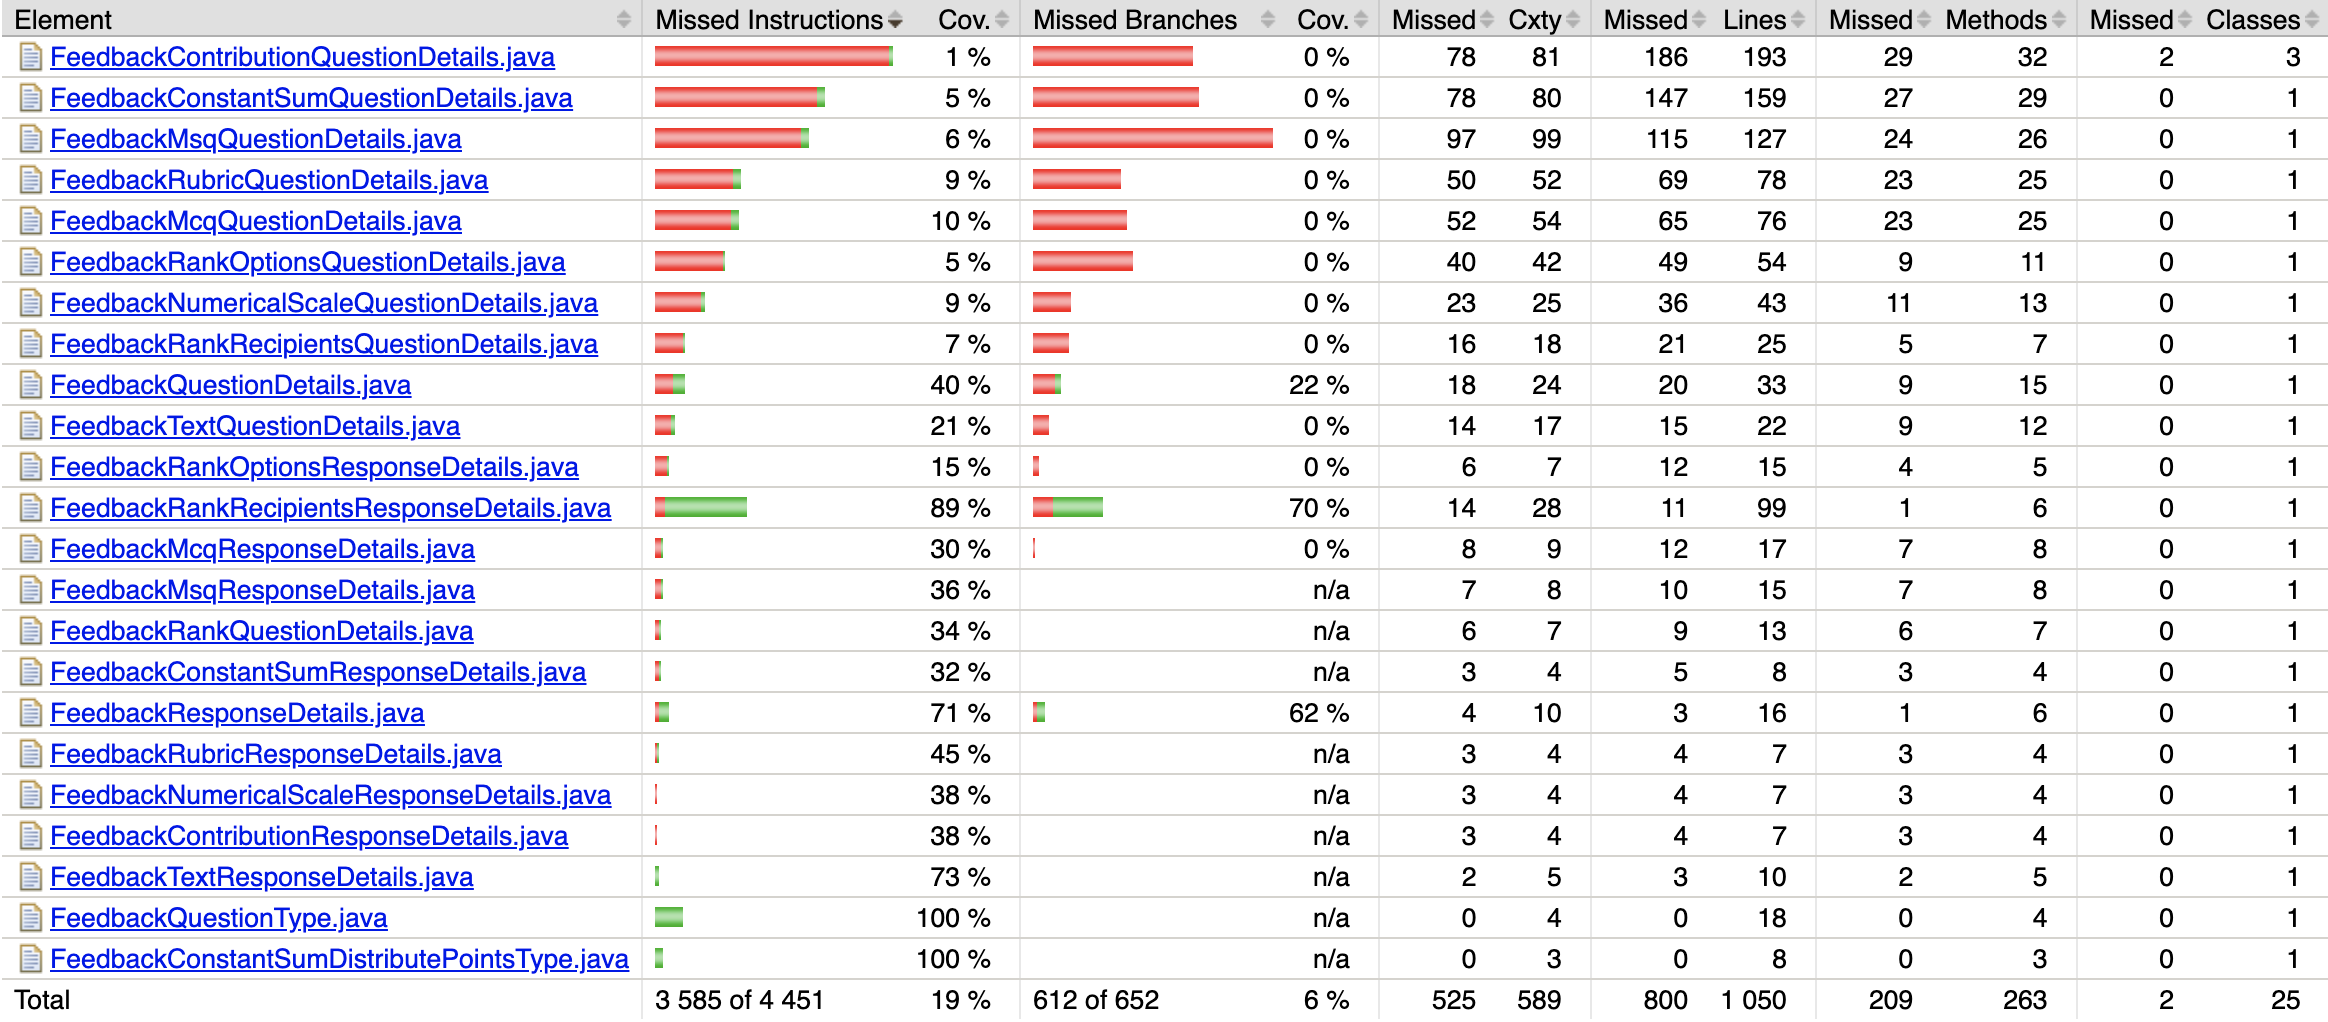 Element Missed Instructions Cov. Missed Branches Cov. Missed Cxty Missed Lines Missed Methods Missed Classes
FeedbackContributionQuestionDetails.java 1 % 0 % 78 81 186 193 29 32 2 3
FeedbackConstantSumQuestionDetails.java 5 % 0 % 78 80 147 159 27 29 0 1
FeedbackMsqQuestionDetails.java 6 % 0 % 97 99 115 127 24 26 0 1
FeedbackRubricQuestionDetails.java 9 % 0 % 50 52 69 78 23 25 0 1
FeedbackMcqQuestionDetails.java 10 % 0 % 52 54 65 76 23 25 0 1
FeedbackRankOptionsQuestionDetails.java 5 % 0 % 40 42 49 54 9 11 0 1
FeedbackNumericalScaleQuestionDetails.java 9 % 0 % 23 25 36 43 11 13 0 1
FeedbackRankRecipientsQuestionDetails.java 7 % 0 % 16 18 21 25 5 7 0 1
FeedbackQuestionDetails.java 40 % 22 % 18 24 20 33 9 15 0 1
FeedbackTextQuestionDetails.java 21 % 0 % 14 17 15 22 9 12 0 1
FeedbackRankOptionsResponseDetails.java 15 % 0 % 6 7 12 15 4 5 0 1
FeedbackRankRecipientsResponseDetails.java 89 % 70 % 14 28 11 99 1 6 0 1
FeedbackMcqResponseDetails.java 30 % 0 % 8 9 12 17 7 8 0 1
FeedbackMsqResponseDetails.java 36 % n/a 7 8 10 15 7 8 0 1
FeedbackRankQuestionDetails.java 34 % n/a 6 7 9 13 6 7 0 1
FeedbackConstantSumResponseDetails.java 32 % n/a 3 4 5 8 3 4 0 1
FeedbackResponseDetails.java 71 % 62 % 4 10 3 16 1 6 0 1
FeedbackRubricResponseDetails.java 45 % n/a 3 4 4 7 3 4 0 1
FeedbackNumericalScaleResponseDetails.java 38 % n/a 3 4 4 7 3 4 0 1
FeedbackContributionResponseDetails.java 38 % n/a 3 4 4 7 3 4 0 1
FeedbackTextResponseDetails.java 73 % n/a 2 5 3 10 2 5 0 1
FeedbackQuestionType.java 100 % n/a 0 4 0 18 0 4 0 1
FeedbackConstantSumDistributePointsType.java 100 % n/a 0 3 0 8 0 3 0 1
Total 3 585 of 4 451 19 % 612 of 652 6 % 525 589 800 1 050 209 263 2 25